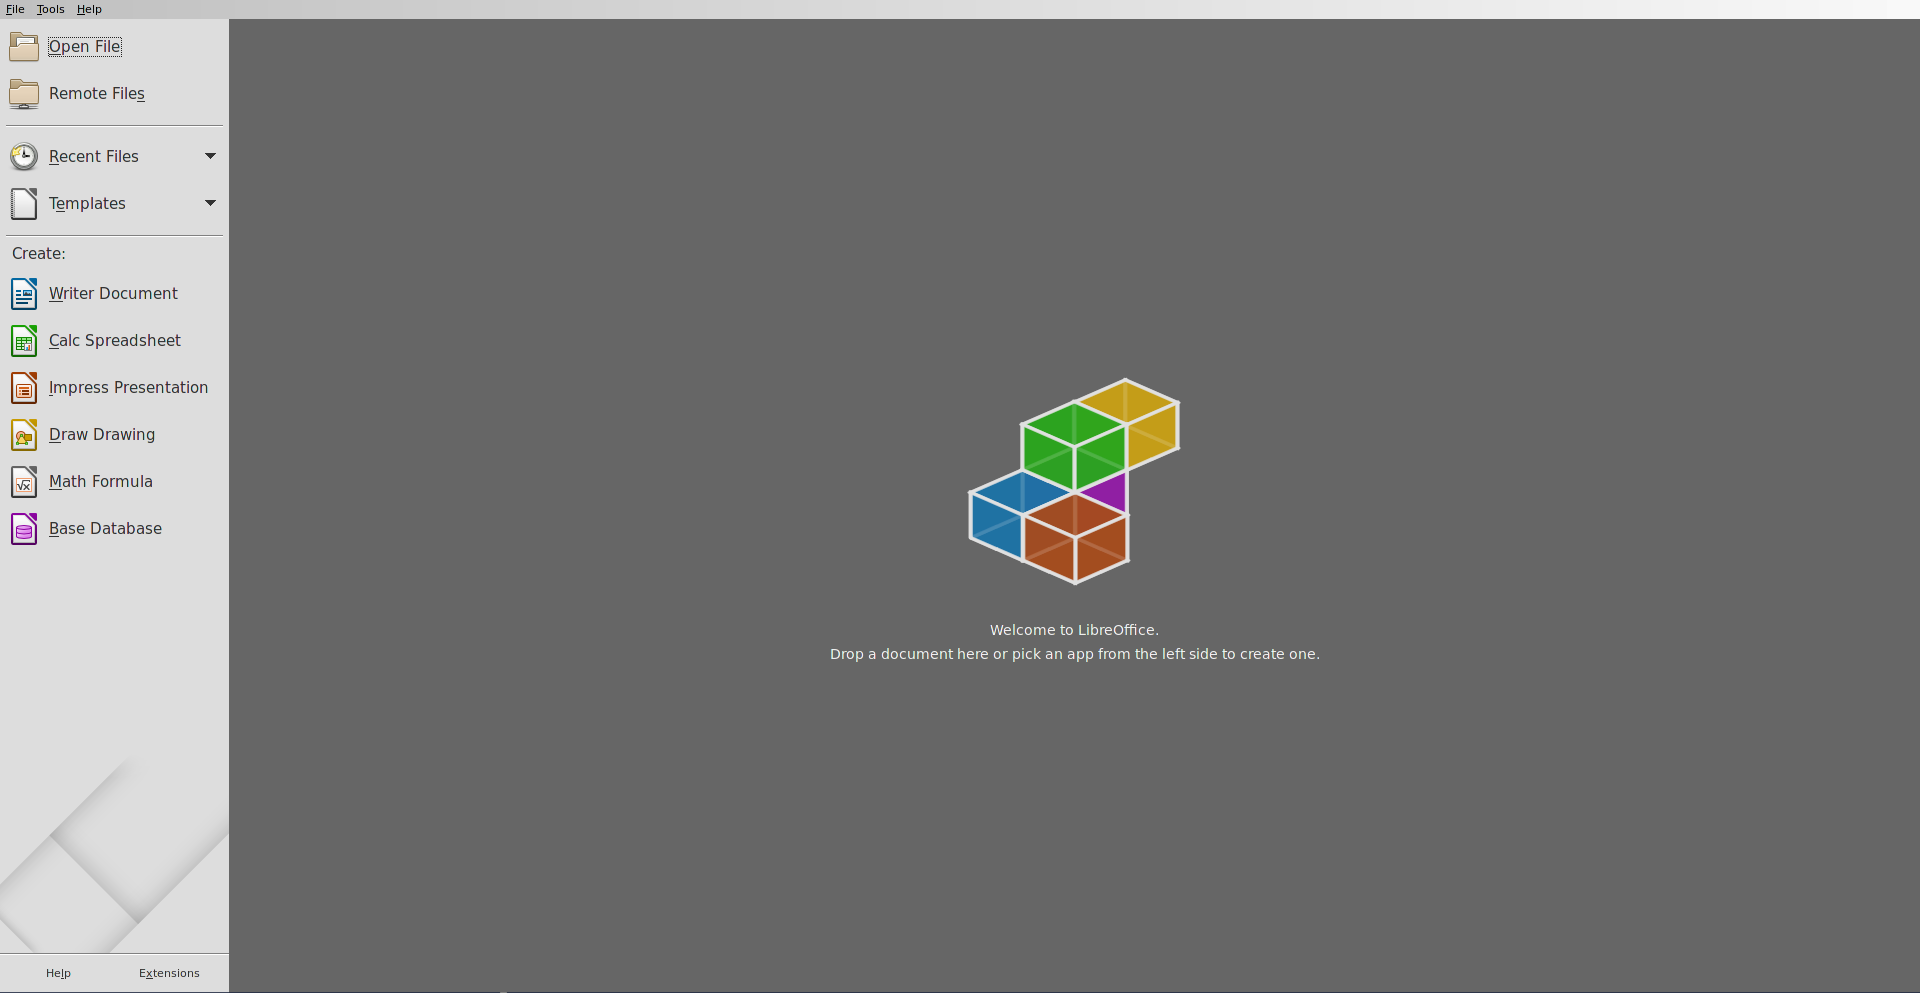 File Tools Help
Open File
Remote Files
Recent Files
Templates
Create:
Writer Document
Calc Spreadsheet
Impress Presentation
Draw Drawing
Math Formula
Base Database
Welcome to LibreOffice.
Drop a document here or pick an app from the left side to create one.
Help Extensions